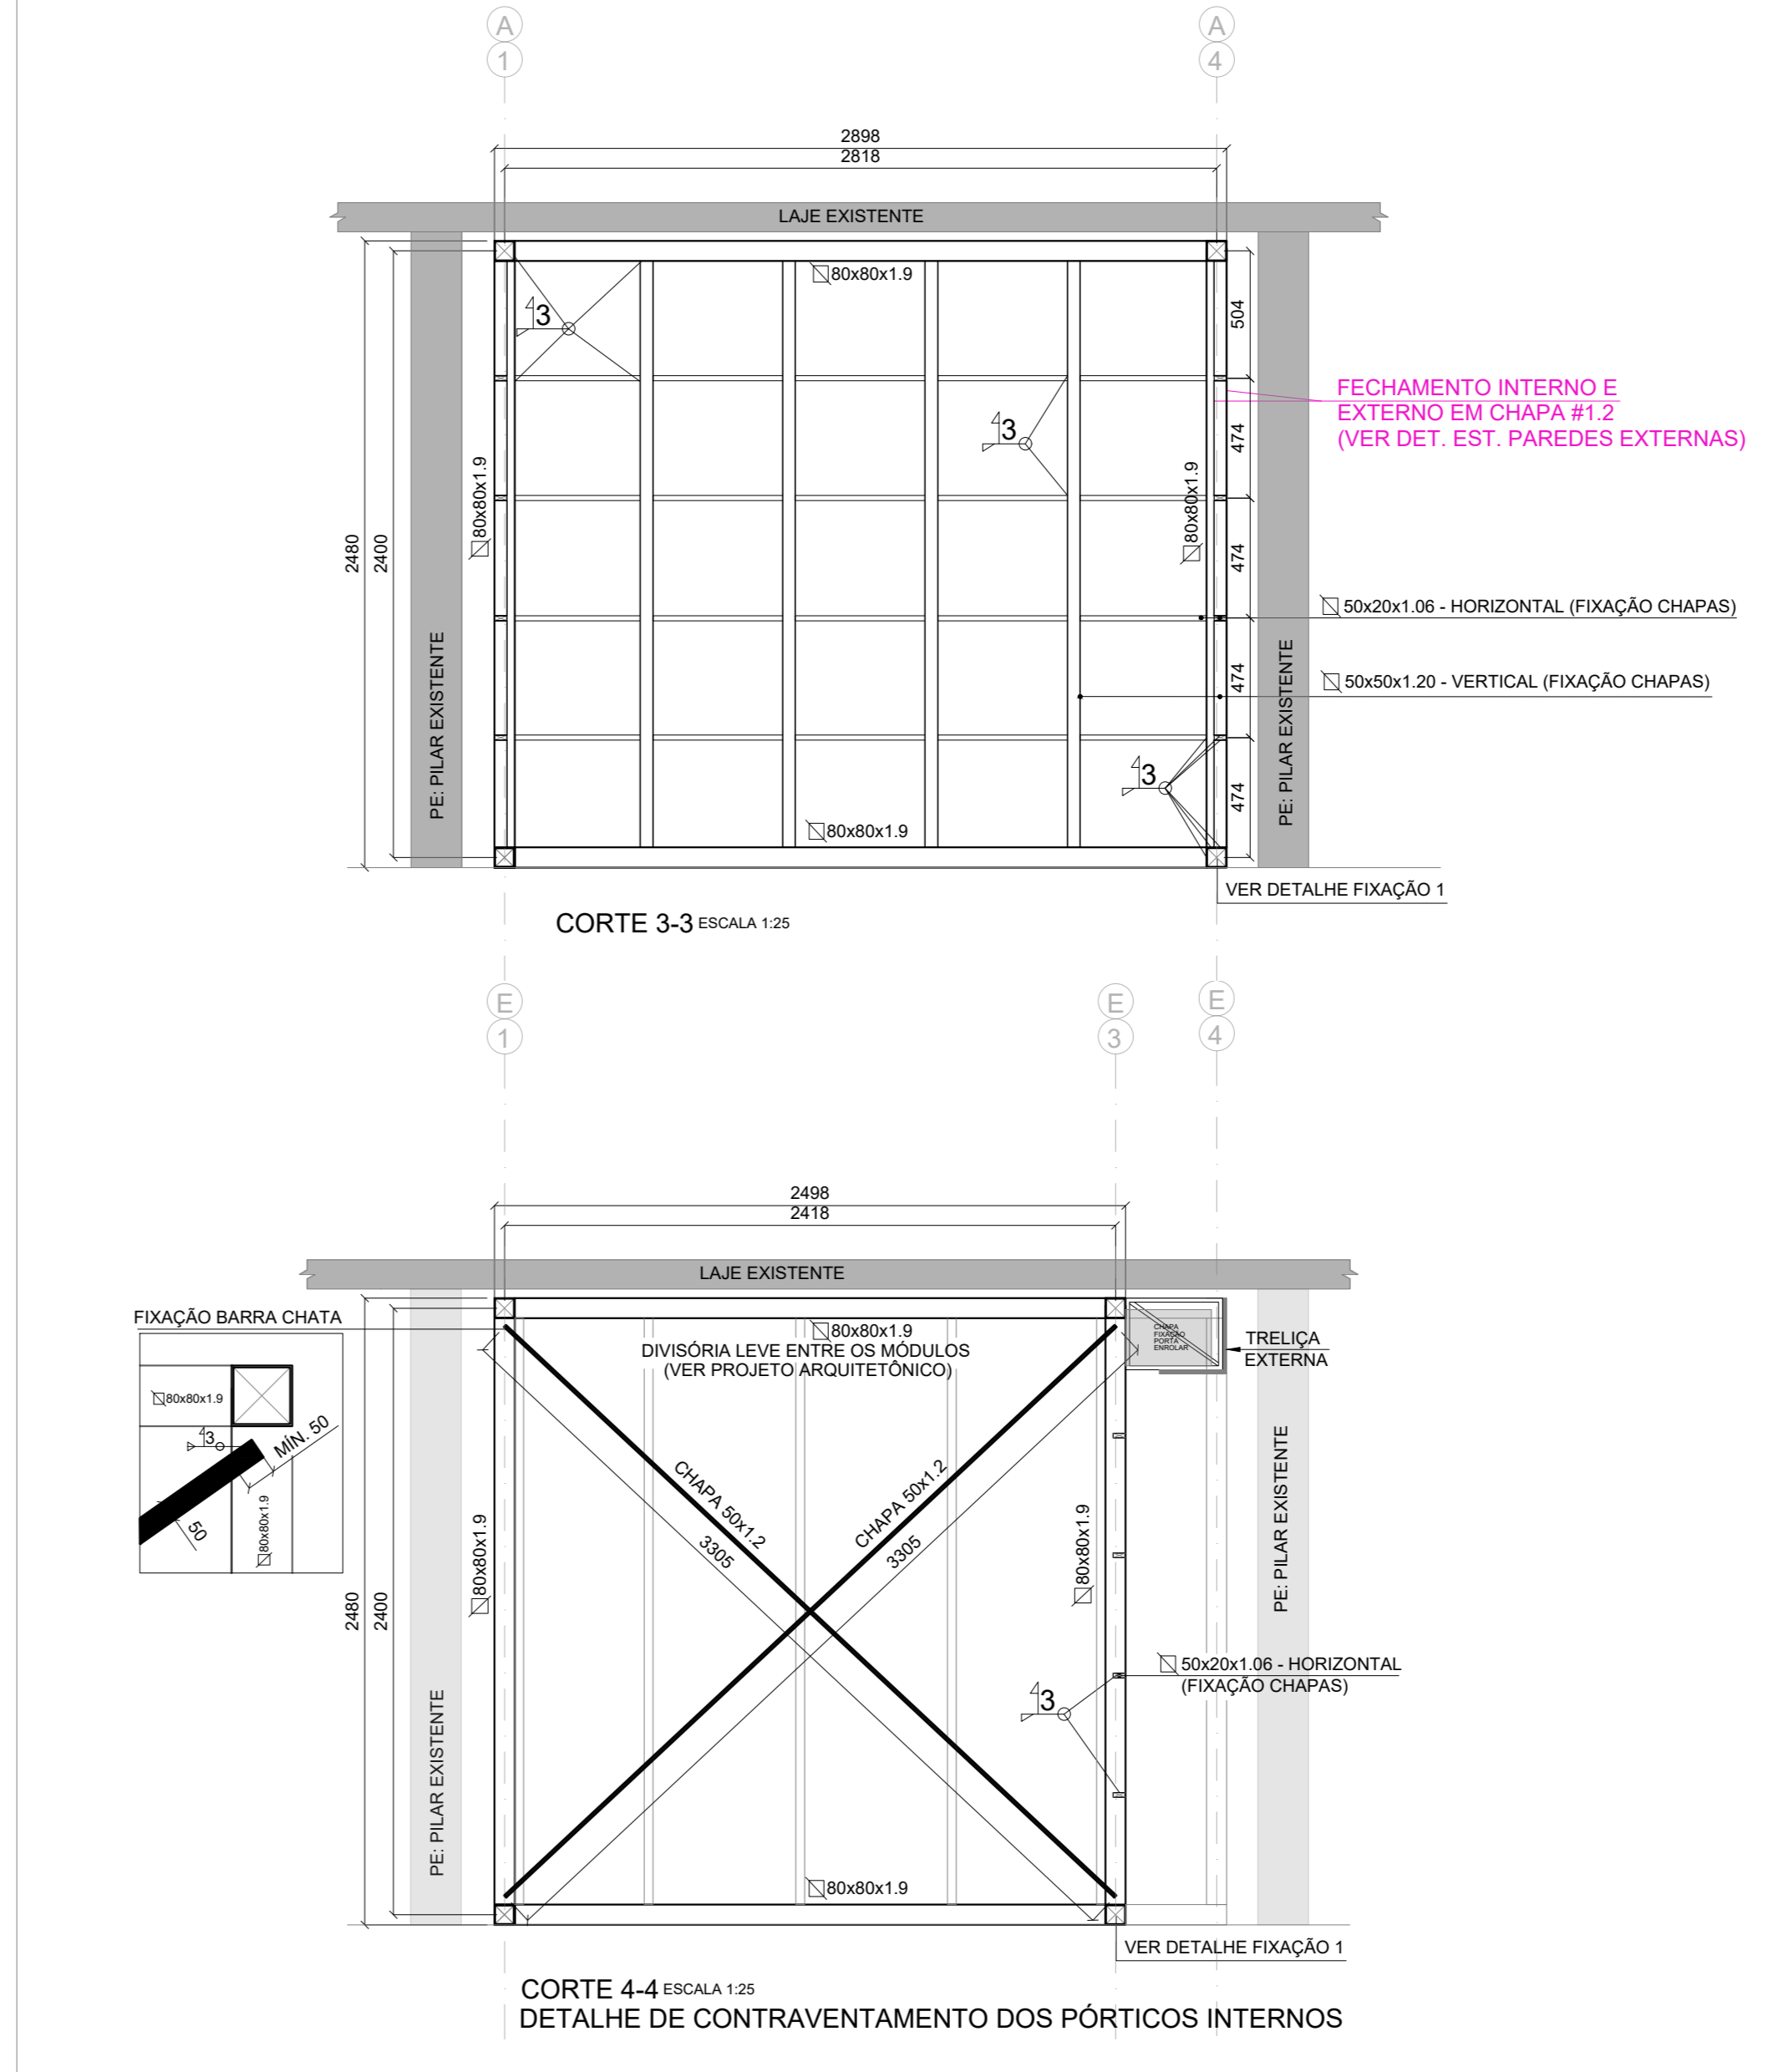 A
1
A
4
2898
2818
LAJE EXISTENTE
80x80x1.9
3
504
FECHAMENTO INTERNO E
EXTERNO EM CHAPA #1.2
(VER DET. EST. PAREDES EXTERNAS)
3
474
80x80x1.9
80x80x1.9
2480
2400
474
50x20x1.06 - HORIZONTAL (FIXAÇÃO CHAPAS)
PE: PILAR EXISTENTE
474
50x50x1.20 - VERTICAL (FIXAÇÃO CHAPAS)
PE: PILAR EXISTENTE
3
474
80x80x1.9
VER DETALHE FIXAÇÃO 1
CORTE 3-3 ESCALA 1:25
E
1
E
3
E
4
2498
2418
LAJE EXISTENTE
FIXAÇÃO BARRA CHATA
80x80x1.9
DIVISÓRIA LEVE ENTRE OS MÓDULOS
(VER PROJETO ARQUITETÔNICO)
CHAPA
FIXAÇÃO
PORTA
ENROLAR
TRELIÇA
EXTERNA
80x80x1.9
3
MÍN. 50
50
80x80x1.9
CHAPA 50x1.2
3305
CHAPA 50x1.2
3305
80x80x1.9
80x80x1.9
PE: PILAR EXISTENTE
2480
2400
50x20x1.06 - HORIZONTAL
(FIXAÇÃO CHAPAS)
3
PE: PILAR EXISTENTE
80x80x1.9
VER DETALHE FIXAÇÃO 1
CORTE 4-4 ESCALA 1:25
DETALHE DE CONTRAVENTAMENTO DOS PÓRTICOS INTERNOS